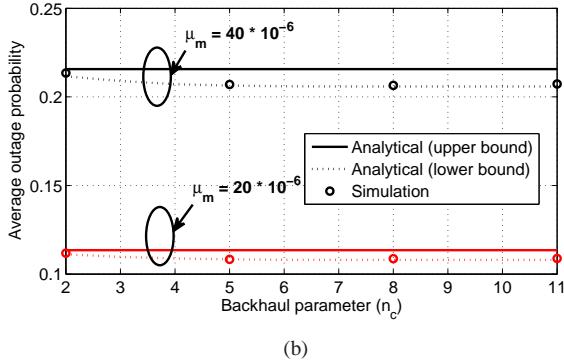 0.25
μm = 40 * 10⁻⁶
0.2
Average outage probability
Analytical (upper bound)
Analytical (lower bound)
Simulation
0.15
μm = 20 * 10⁻⁶
0.1
2 3 4 5 6 7 8 9 10 11
Backhaul parameter (nc)
(b)